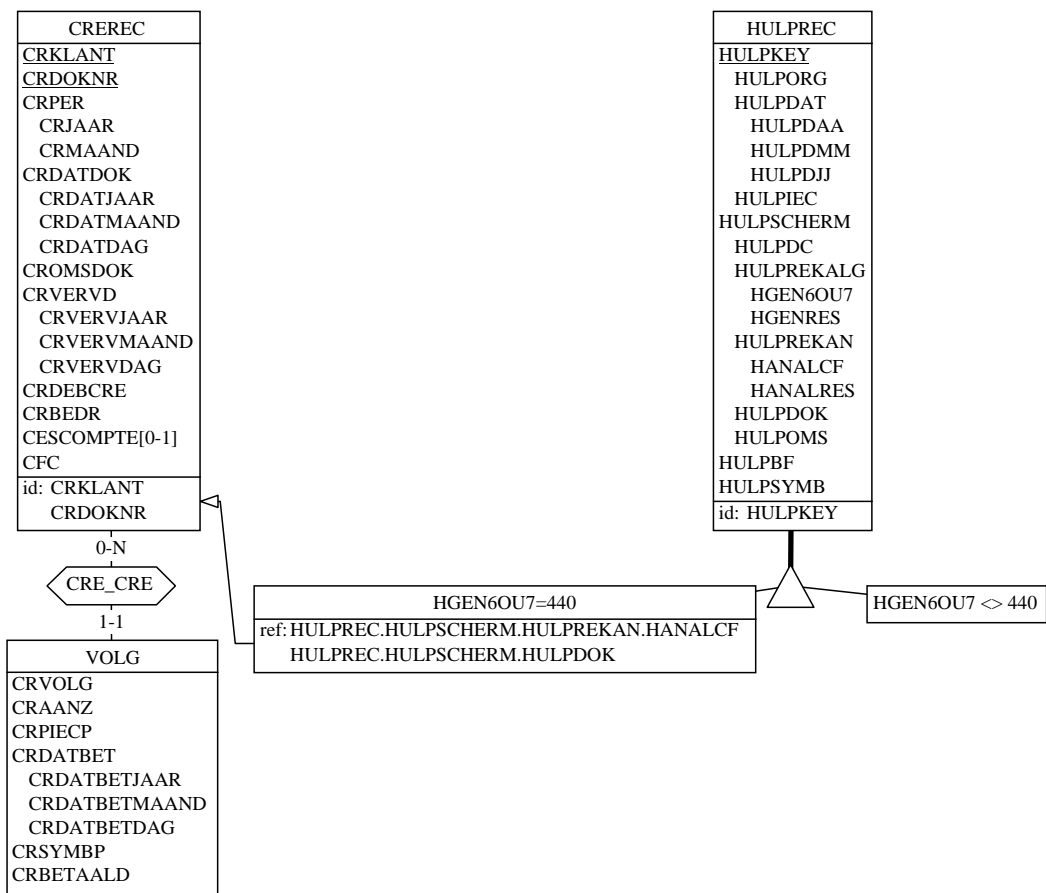 CREREC
CRKLANT
CRDOKNR
CRPER
CRJAAR
CRMAAND
CRDATDOK
CRDATJAAR
CRDATMAAND
CRDATDAG
CROMSDOK
CRVERVD
CRVERVJAAR
CRVERVMAAND
CRVERVDAG
CRDEBCRE
CRBEDR
CESCOMPTE[0-1]
CFC
id: CRKLANT
CRDOKNR
0-N
CRE_CRE
1-1
VOLG
CRVOLG
CRAANZ
CRPIECP
CRDATBET
CRDATBETJAAR
CRDATBETMAAND
CRDATBETDAG
CRSYMBP
CRBETAALD
HGEN6OU7=440
ref: HULPREC.HULPSCHERM.HULPREKAN.HANALCF
HULPREC.HULPSCHERM.HULPDOK
HULPREC
HULPKEY
HULPORG
HULPDAT
HULPDAA
HULPDMM
HULPDJJ
HULPIEC
HULPSCHERM
HULPDC
HULPREKALG
HGEN6OU7
HGENRES
HULPREKAN
HANALCF
HANALRES
HULPDOK
HULPOMS
HULPBF
HULPSYMB
id: HULPKEY
HGEN6OU7 <> 440